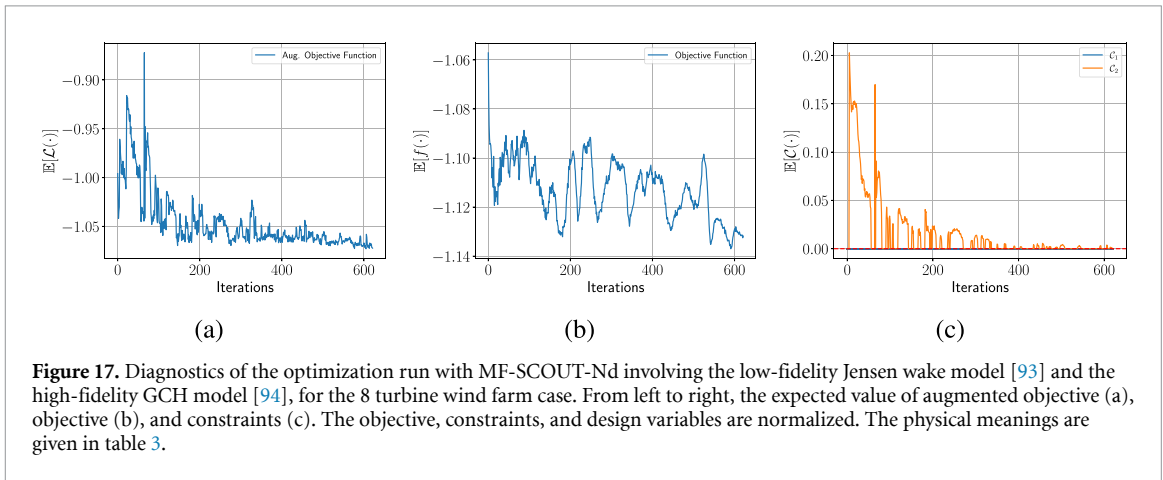 Aug. Objective Function
−0.90
−0.95
−1.00
−1.05
𝔼[ℒ(·)]
0 200 400 600
Iterations
(a)
Objective Function
−1.06
−1.08
−1.10
−1.12
−1.14
𝔼[f(·)]
0 200 400 600
Iterations
(b)
𝒞₁
𝒞₂
0.20
0.15
0.10
0.05
0.00
𝔼[𝒞(·)]
0 200 400 600
Iterations
(c)
Figure 17. Diagnostics of the optimization run with MF-SCOUT-Nd involving the low-fidelity Jensen wake model [93] and the
high-fidelity GCH model [94], for the 8 turbine wind farm case. From left to right, the expected value of augmented objective (a),
objective (b), and constraints (c). The objective, constraints, and design variables are normalized. The physical meanings are
given in table 3.